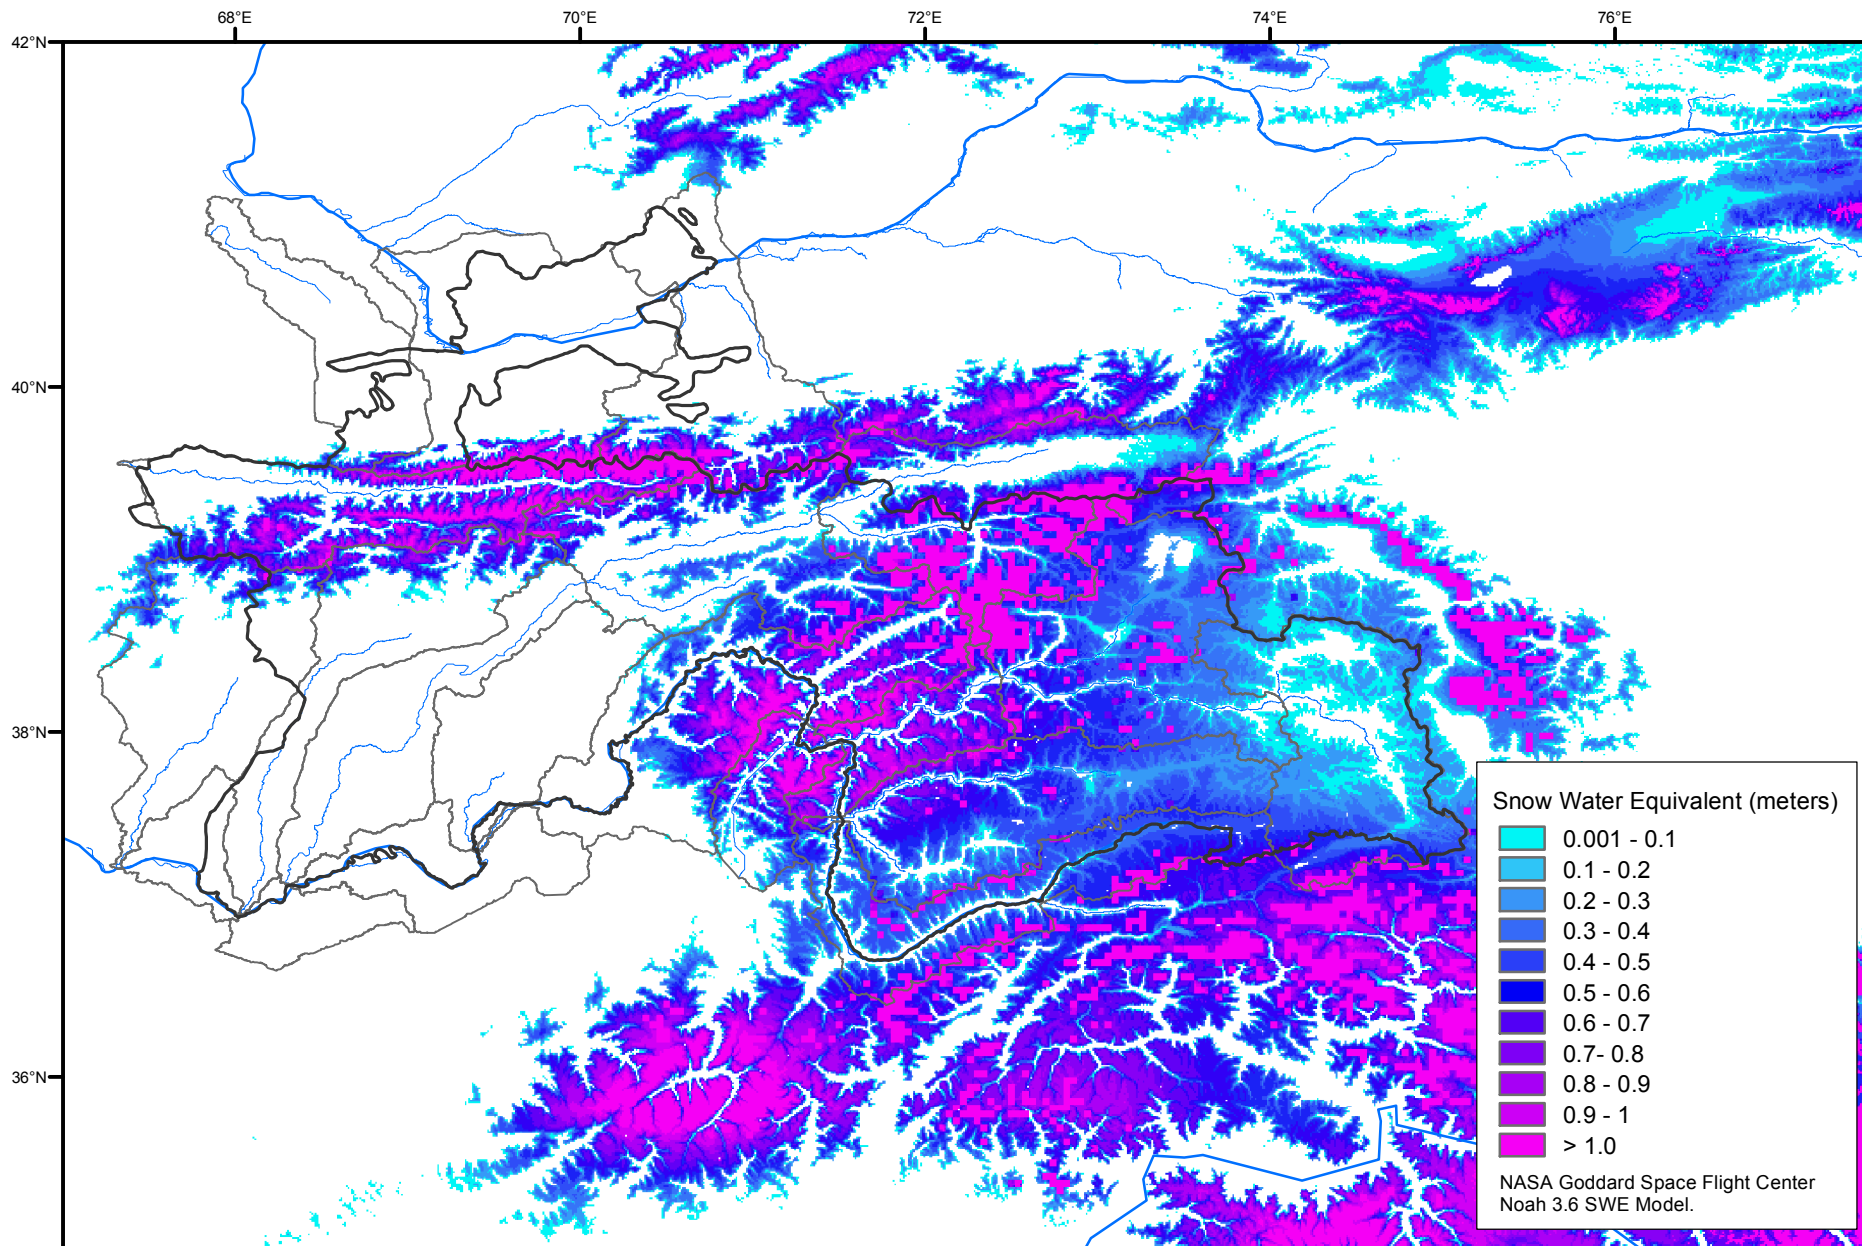 68°E 70°E 72°E 74°E 76°E
42°N
40°N
38°N
36°N
Snow Water Equivalent (meters)
0.001 - 0.1
0.1 - 0.2
0.2 - 0.3
0.3 - 0.4
0.4 - 0.5
0.5 - 0.6
0.6 - 0.7
0.7- 0.8
0.8 - 0.9
0.9 - 1
> 1.0
NASA Goddard Space Flight Center
Noah 3.6 SWE Model.